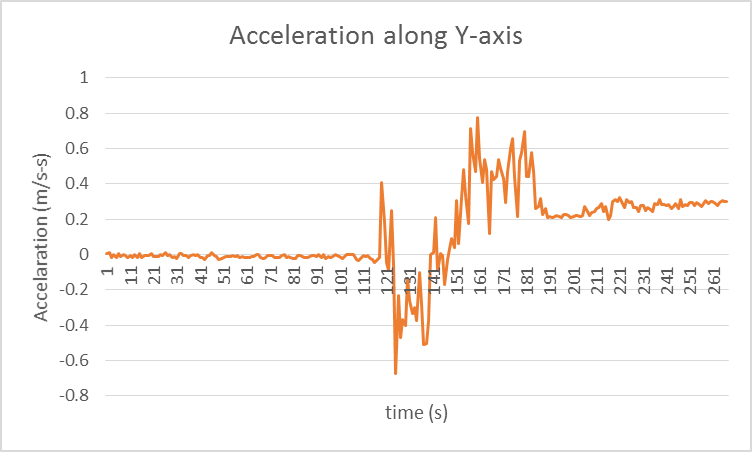 Acceleration along Y-axis
1
0.8
0.6
0.4
0.2
0
-0.2
-0.4
-0.6
-0.8
Accelaration (m/s-s)
1 11 21 31 41 51 61 71 81 91 101 111 121 131 141 151 161 171 181 191 201 211 221 231 241 251 261
time (s)